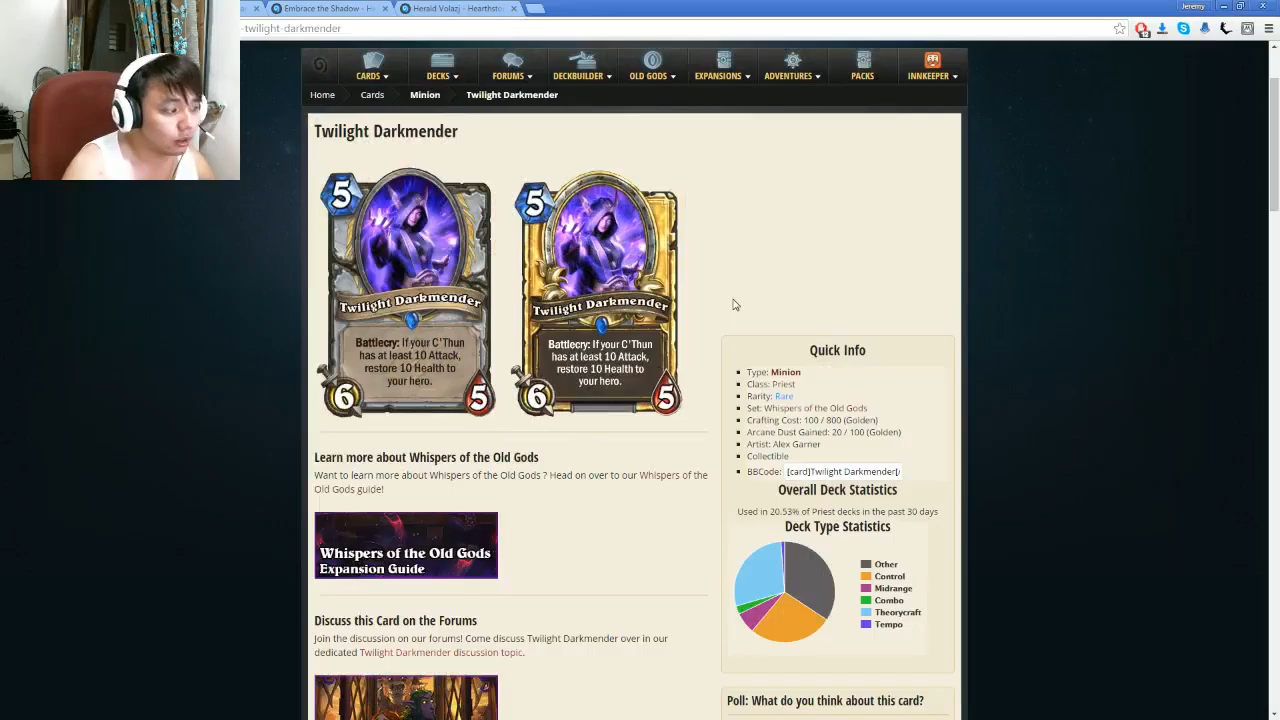 Embrace the Shadow - H
Herald Volazj - Hearthsto
Jeremy
-twilight-darkmender
CARDS
DECKS
FORUMS
DECKBUILDER
OLD GODS
EXPANSIONS
ADVENTURES
PACKS
INNKEEPER
Home
Cards
Minion
Twilight Darkmender
Twilight Darkmender
5
Twilight Darkmender
Battlecry: If your C'Thun
has at least 10 Attack,
restore 10 Health to
your hero.
6
5
5
Twilight Darkmender
Battlecry: If your C'Thun
has at least 10 Attack,
restore 10 Health to
your hero.
6
5
Quick Info
Type: Minion
Class: Priest
Rarity: Rare
Set: Whispers of the Old Gods
Crafting Cost: 100 / 800 (Golden)
Arcane Dust Gained: 20 / 100 (Golden)
Artist: Alex Garner
Collectible
BBCode: [card]Twilight Darkmender[/
Overall Deck Statistics
Used in 20.53% of Priest decks in the past 30 days
Deck Type Statistics
Other
Control
Midrange
Combo
Theorycraft
Tempo
Poll: What do you think about this card?
Learn more about Whispers of the Old Gods
Want to learn more about Whispers of the Old Gods ? Head on over to our Whispers of the
Old Gods guide!
Whispers of the Old Gods
Expansion Guide
Discuss this Card on the Forums
Join the discussion on our forums! Come discuss Twilight Darkmender over in our
dedicated Twilight Darkmender discussion topic.